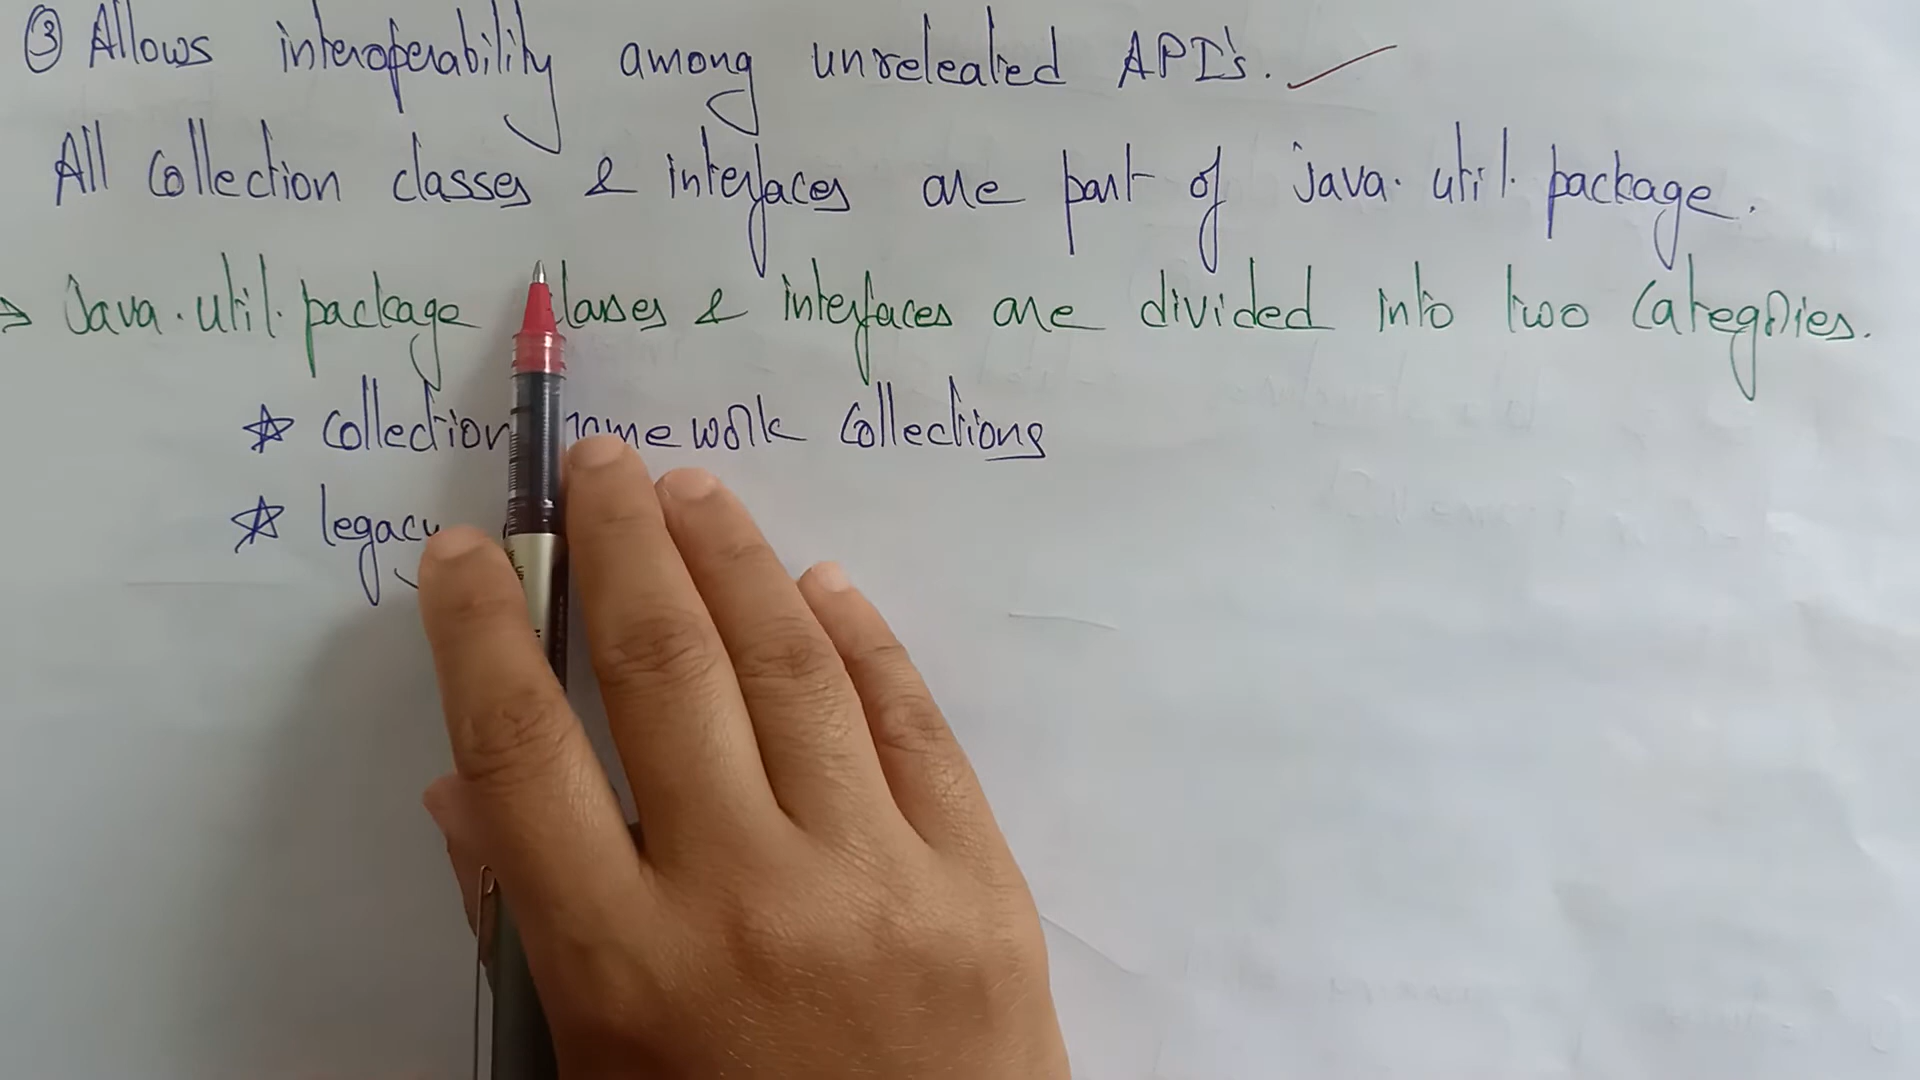 ③ Allows interoperability among unreleated API's.
All Collection classes & interfaces are part of java.util.package.
→ Java.util.package classes & interfaces are divided into two Categories.
☆ Collection framework Collections
☆ legacy